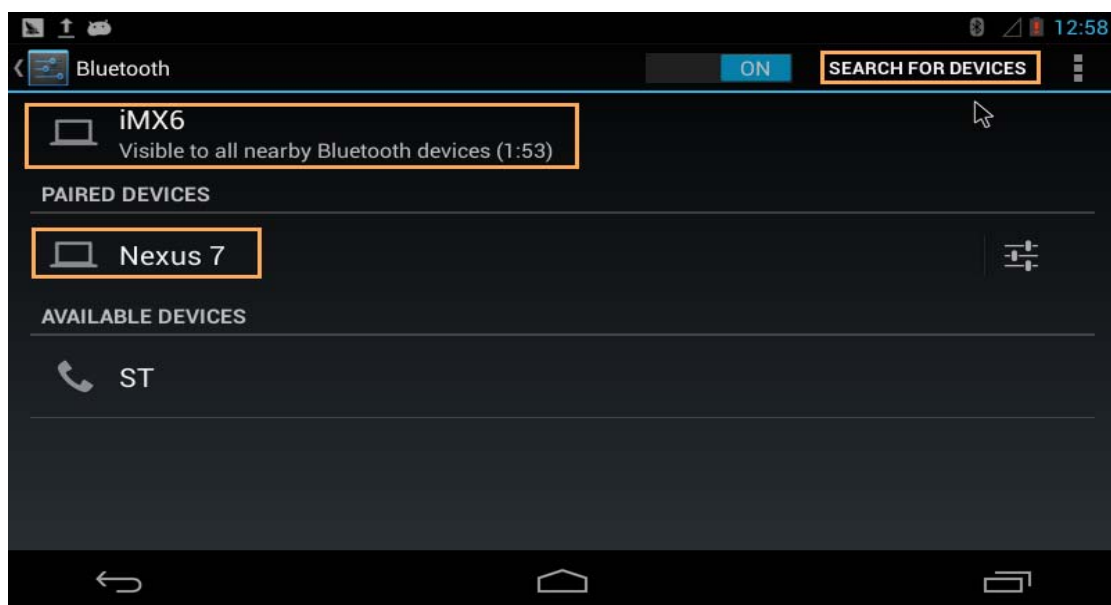 12:58
Bluetooth ON SEARCH FOR DEVICES
iMX6
Visible to all nearby Bluetooth devices (1:53)
PAIRED DEVICES
Nexus 7
AVAILABLE DEVICES
ST